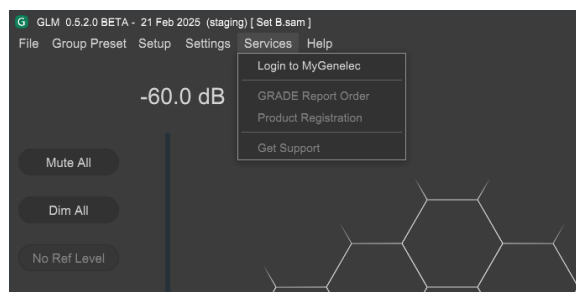 G GLM 0.5.2.0 BETA - 21 Feb 2025 (staging) [ Set B.sam ]
File Group Preset Setup Settings Services Help
Login to MyGenelec
GRADE Report Order
Product Registration
Get Support
-60.0 dB
Mute All
Dim All
No Ref Level